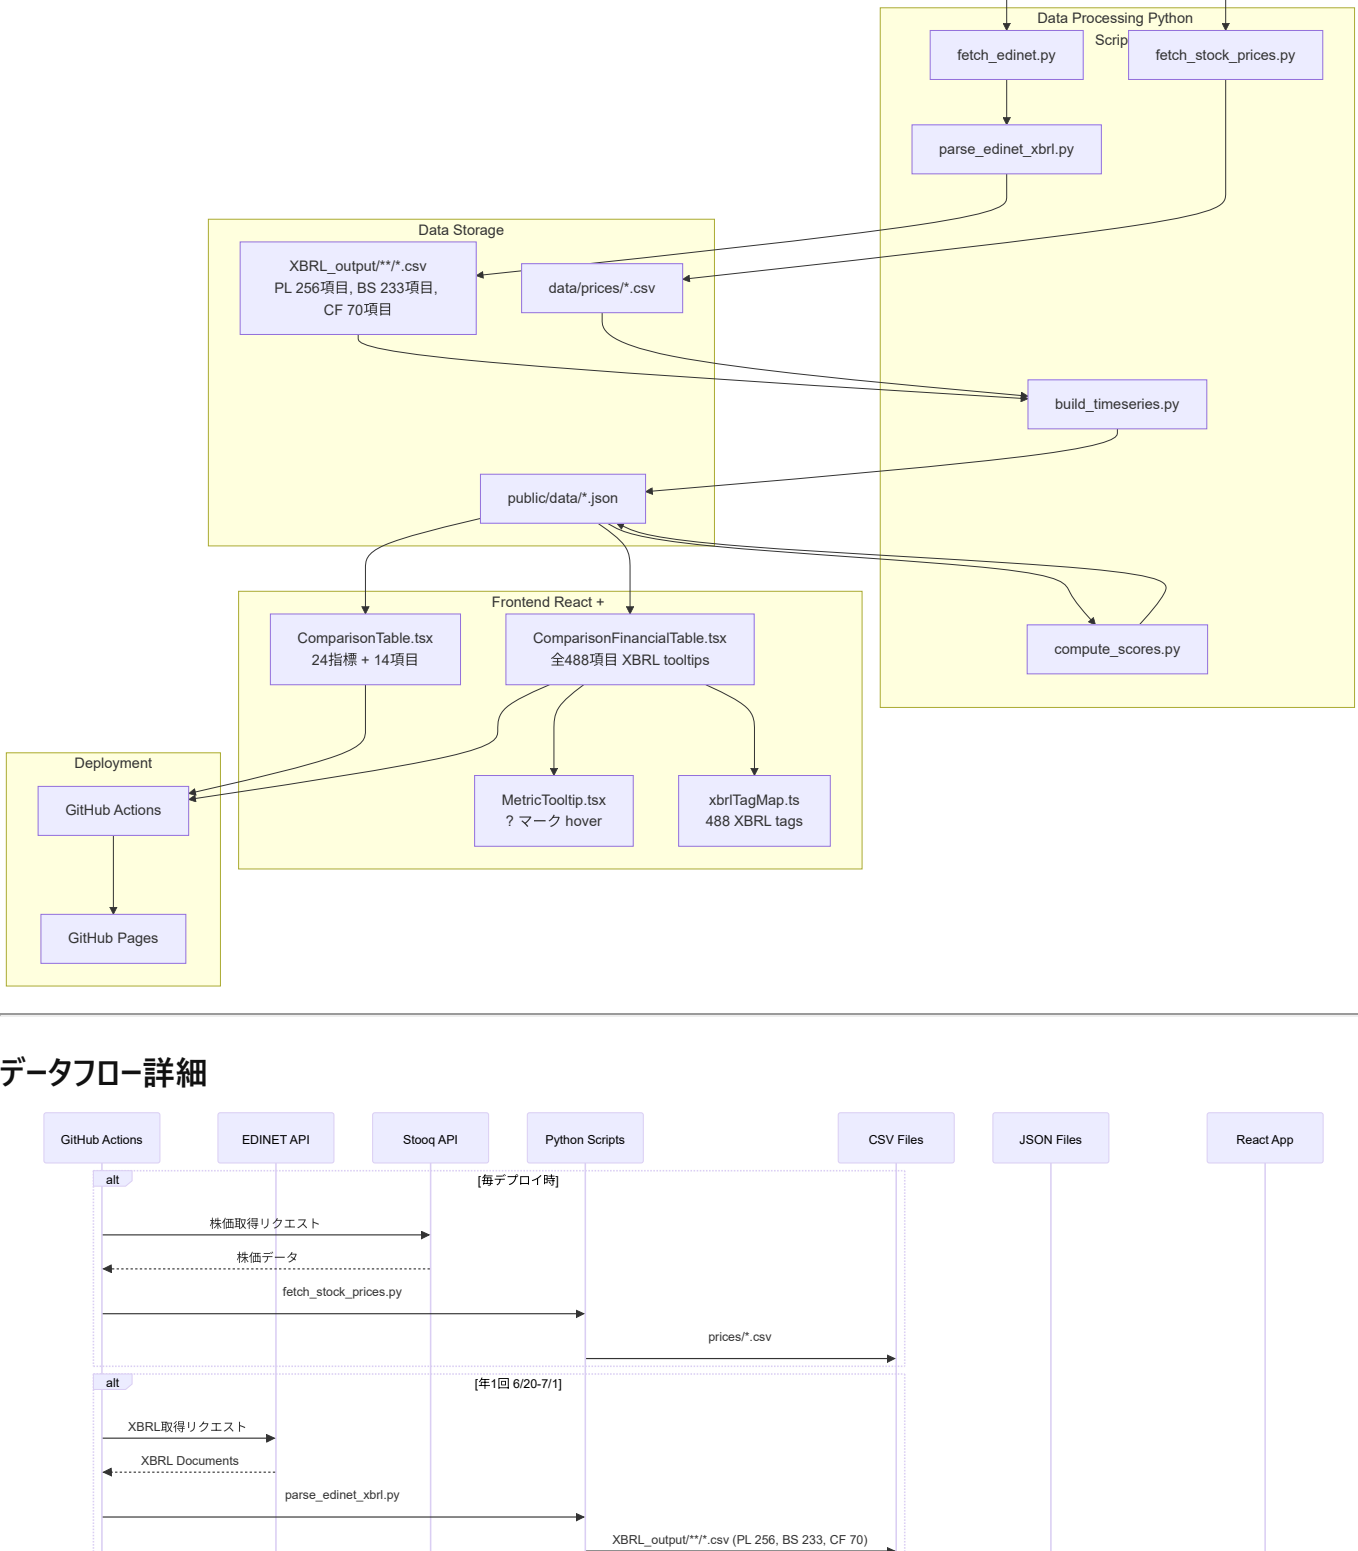 Data Processing Python
Scrip
fetch_edinet.py
fetch_stock_prices.py
parse_edinet_xbrl.py
Data Storage
XBRL_output/**/*.csv
PL 256項目, BS 233項目,
CF 70項目
data/prices/*.csv
build_timeseries.py
public/data/*.json
Frontend React +
ComparisonTable.tsx
24指標 + 14項目
ComparisonFinancialTable.tsx
全488項目 XBRL tooltips
compute_scores.py
Deployment
GitHub Actions
MetricTooltip.tsx
? マーク hover
xbrlTagMap.ts
488 XBRL tags
GitHub Pages
データフロー詳細
GitHub Actions
EDINET API
Stooq API
Python Scripts
CSV Files
JSON Files
React App
alt
[毎デプロイ時]
株価取得リクエスト
株価データ
fetch_stock_prices.py
prices/*.csv
alt
[年1回 6/20-7/1]
XBRL取得リクエスト
XBRL Documents
parse_edinet_xbrl.py
XBRL_output/**/*.csv (PL 256, BS 233, CF 70)